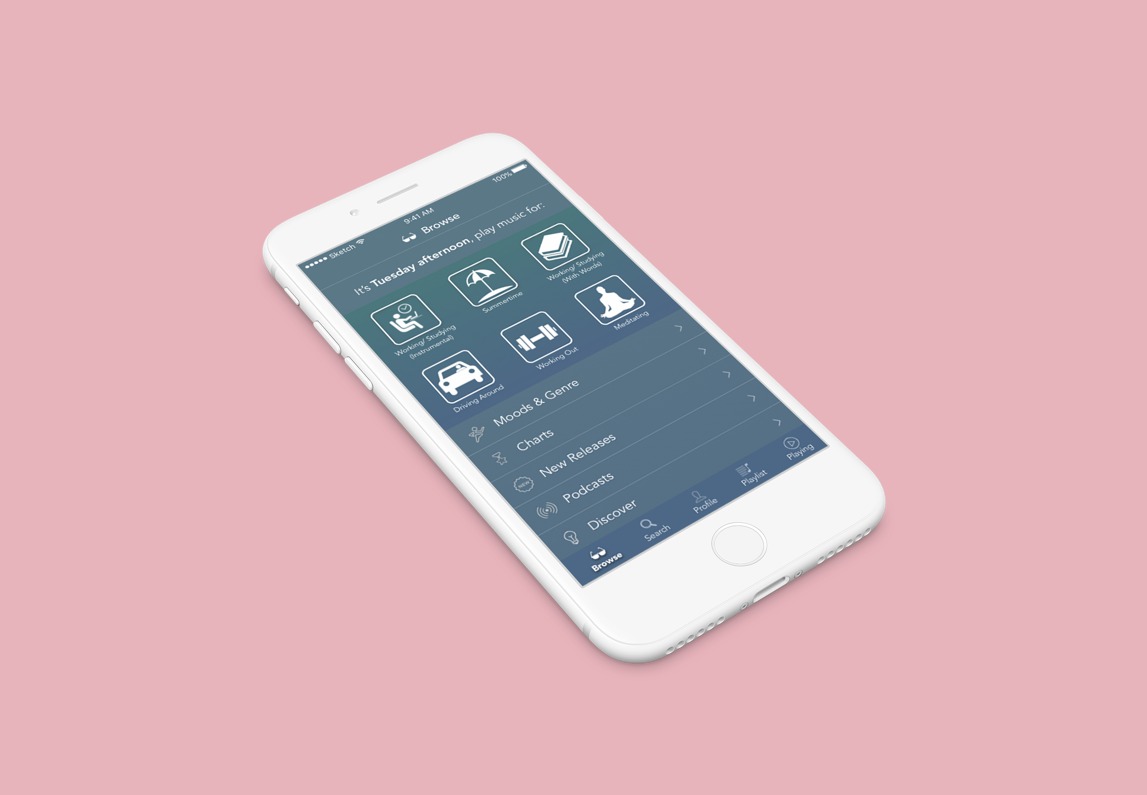 Sketch
9:41 AM
100%
Browse
It's Tuesday afternoon, play music for:
Working/ Studying
(Instrumental)
Summertime
Working/ Studying
(With Words)
Driving Around
Working Out
Meditating
Moods & Genre
Charts
NEW
New Releases
Podcasts
Discover
Browse
Search
Profile
Playlist
Playing